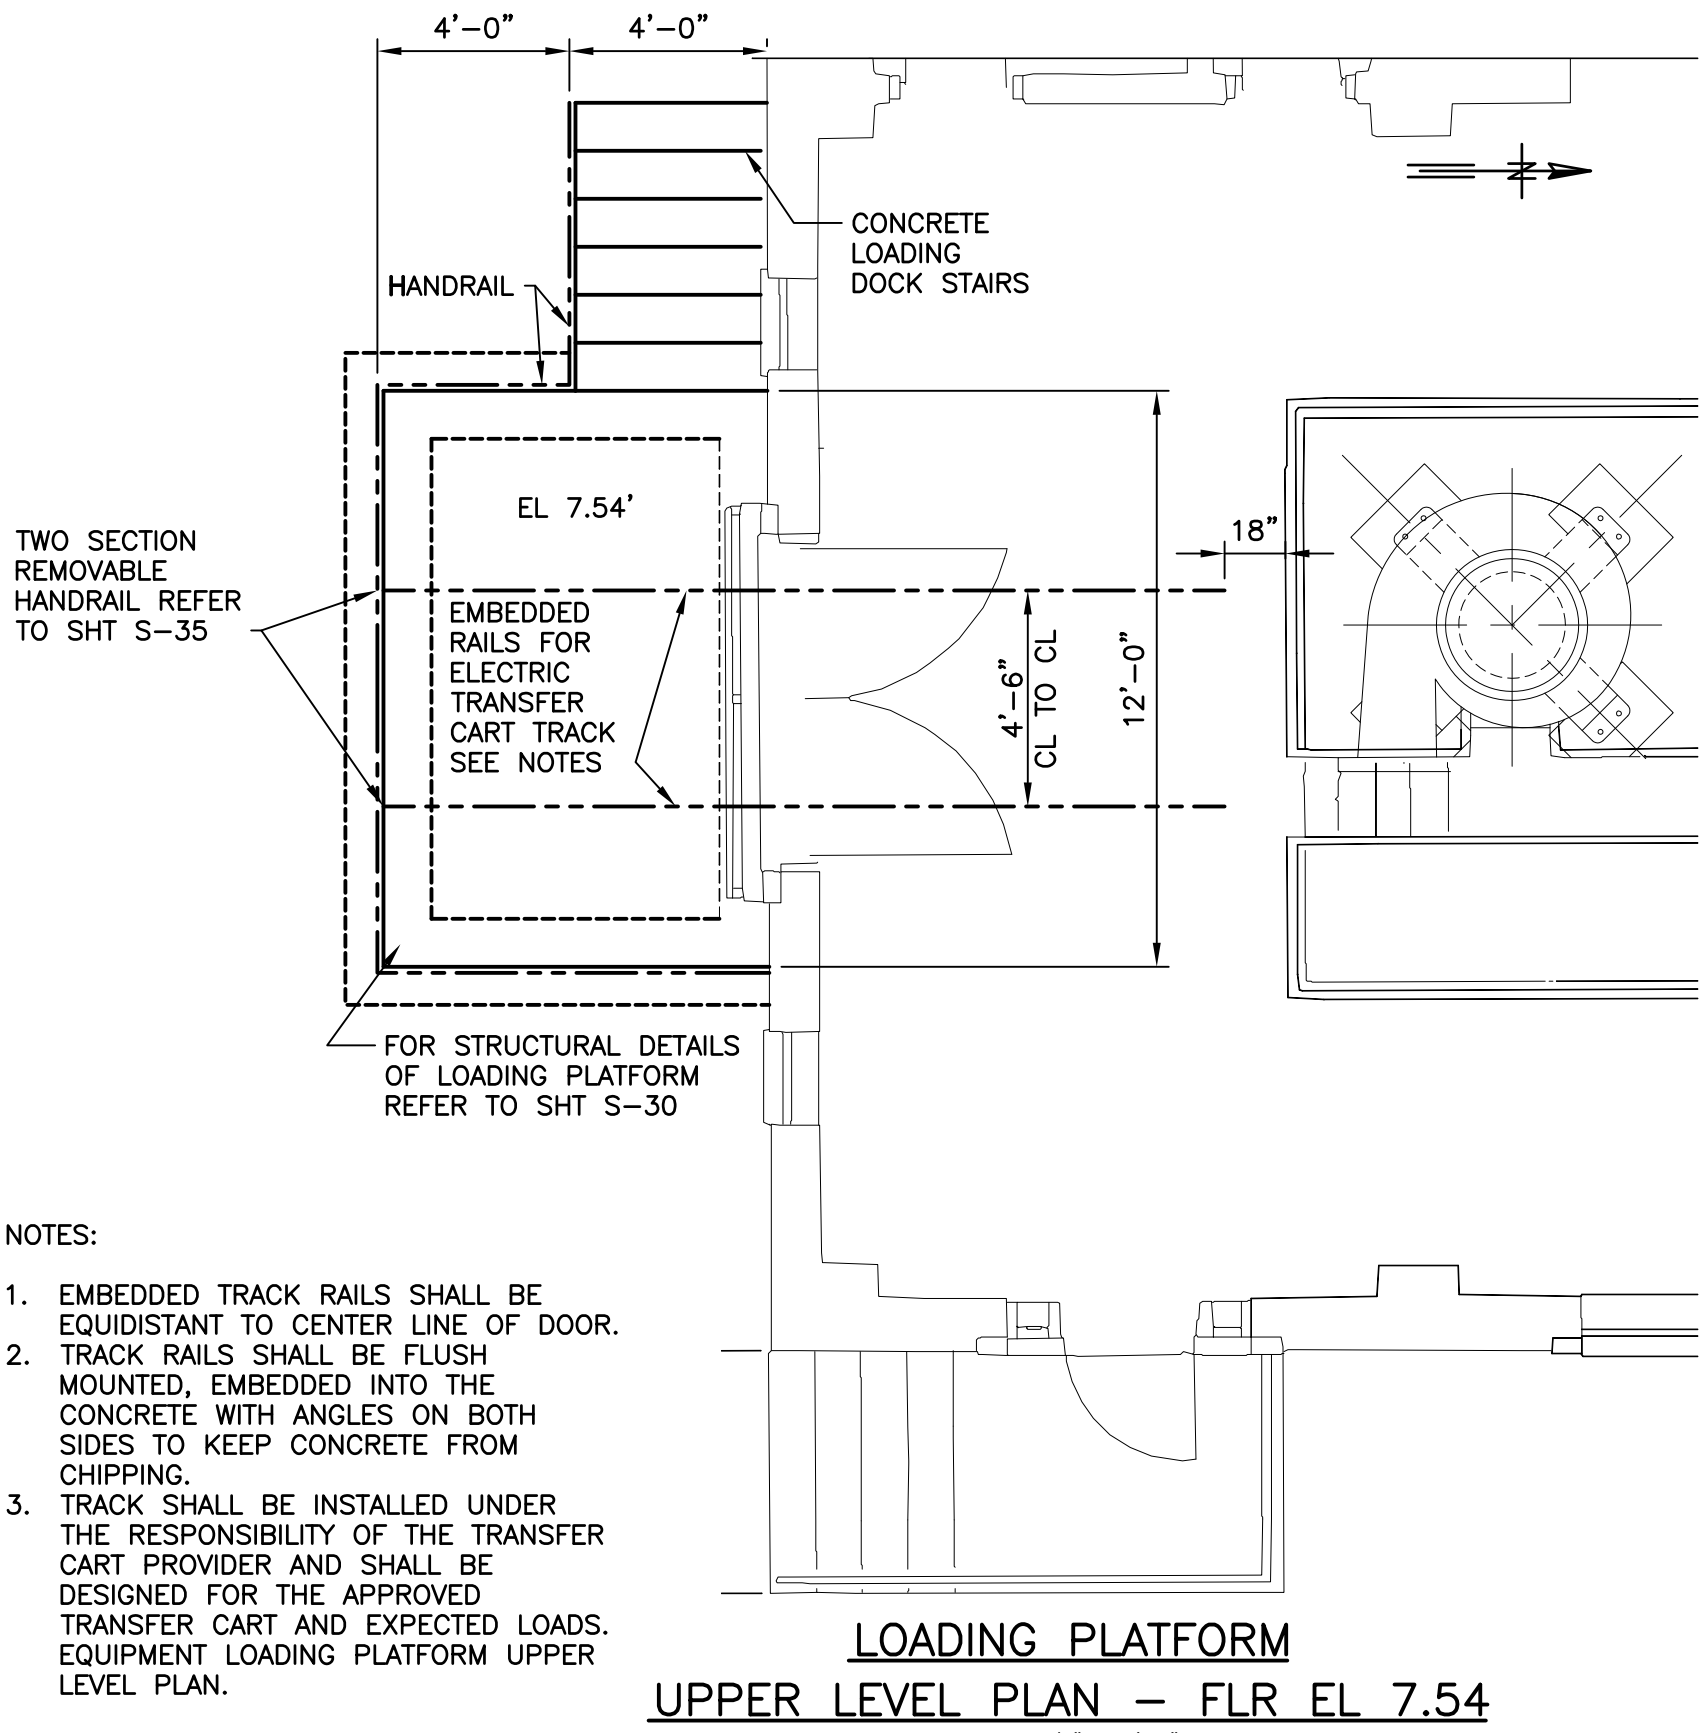 4'-0" 4'-0"
CONCRETE
LOADING
DOCK STAIRS
HANDRAIL
EL 7.54'
18"
TWO SECTION
REMOVABLE
HANDRAIL REFER
TO SHT S-35
EMBEDDED
RAILS FOR
ELECTRIC
TRANSFER
CART TRACK
SEE NOTES
4'-6"
CL TO CL
12'-0"
FOR STRUCTURAL DETAILS
OF LOADING PLATFORM
REFER TO SHT S-30
NOTES:
1. EMBEDDED TRACK RAILS SHALL BE
EQUIDISTANT TO CENTER LINE OF DOOR.
2. TRACK RAILS SHALL BE FLUSH
MOUNTED, EMBEDDED INTO THE
CONCRETE WITH ANGLES ON BOTH
SIDES TO KEEP CONCRETE FROM
CHIPPING.
3. TRACK SHALL BE INSTALLED UNDER
THE RESPONSIBILITY OF THE TRANSFER
CART PROVIDER AND SHALL BE
DESIGNED FOR THE APPROVED
TRANSFER CART AND EXPECTED LOADS.
EQUIPMENT LOADING PLATFORM UPPER
LEVEL PLAN.
LOADING PLATFORM
UPPER LEVEL PLAN - FLR EL 7.54